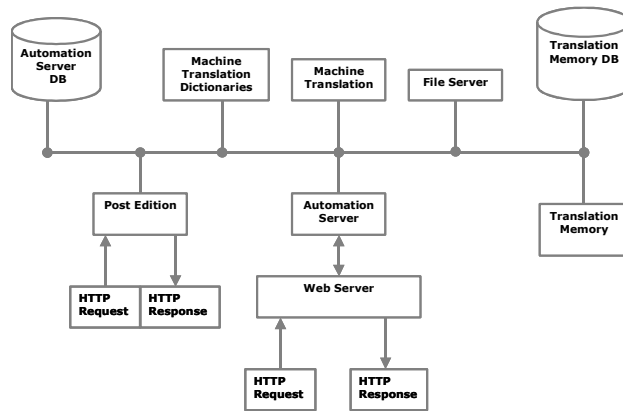 Automation
Server
DB
Machine
Translation
Dictionaries
Machine
Translation
File Server
Translation
Memory DB
Post Edition
Automation
Server
Translation
Memory
HTTP
Request
HTTP
Response
Web Server
HTTP
Request
HTTP
Response